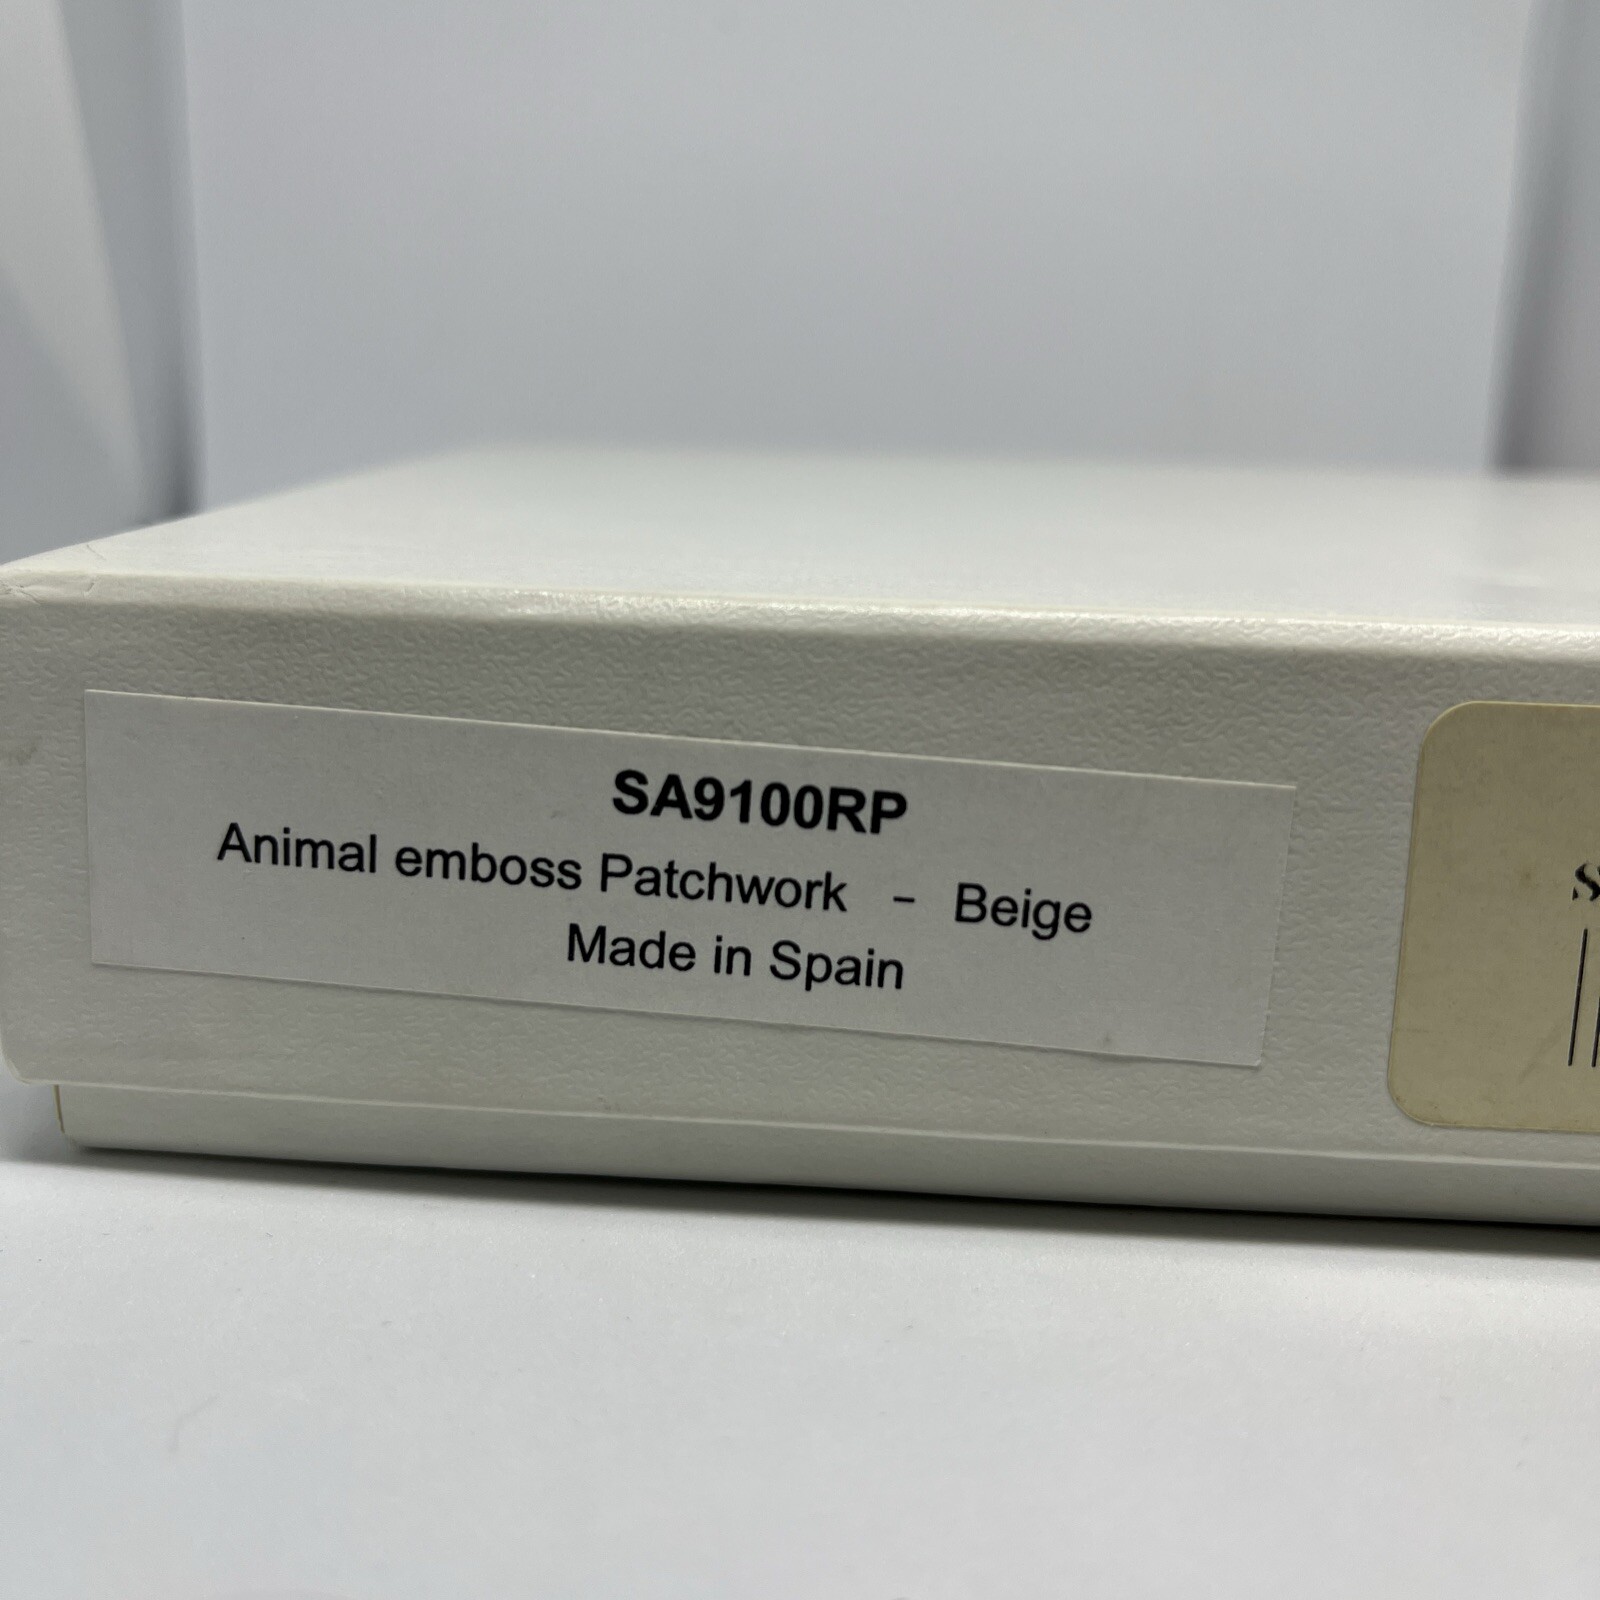 SA9100RP
Animal emboss Patchwork - Beige
Made in Spain